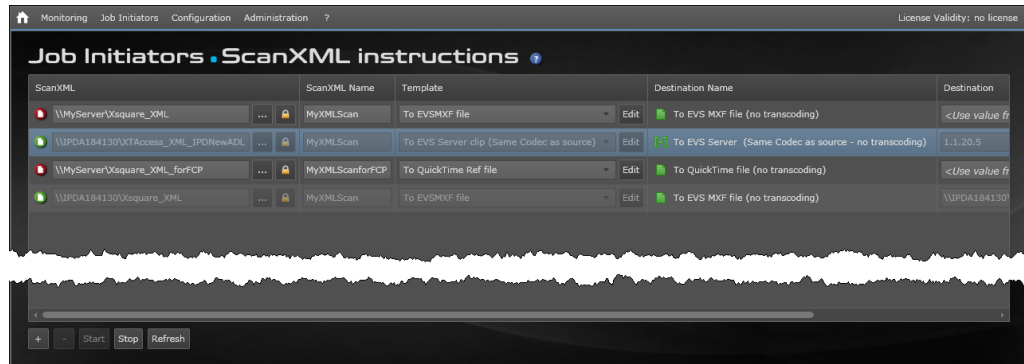 Monitoring Job Initiators Configuration Administration ? License Validity: no license
Job Initiators ScanXML instructions ?
ScanXML ScanXML Name Template Destination Name Destination
\\MyServer\Xsquare_XML ... MyXMLScan To EVSMXF file Edit To EVS MXF file (no transcoding) <Use value fr
\\IPDA184130\XTAccess_XML_IPDNewADL ... MyXMLScan To EVS Server clip (Same Codec as source) Edit To EVS Server (Same Codec as source - no transcoding) 1.1.20.5
\\MyServer\Xsquare_XML_forFCP ... MyXMLScanforFCP To QuickTime Ref file Edit To QuickTime file (no transcoding) <Use value fr
\\IPDA184130\Xsquare_XML ... MyXMLScan To EVSMXF file Edit To EVS MXF file (no transcoding) \\IPDA184130\
+ - Start Stop Refresh